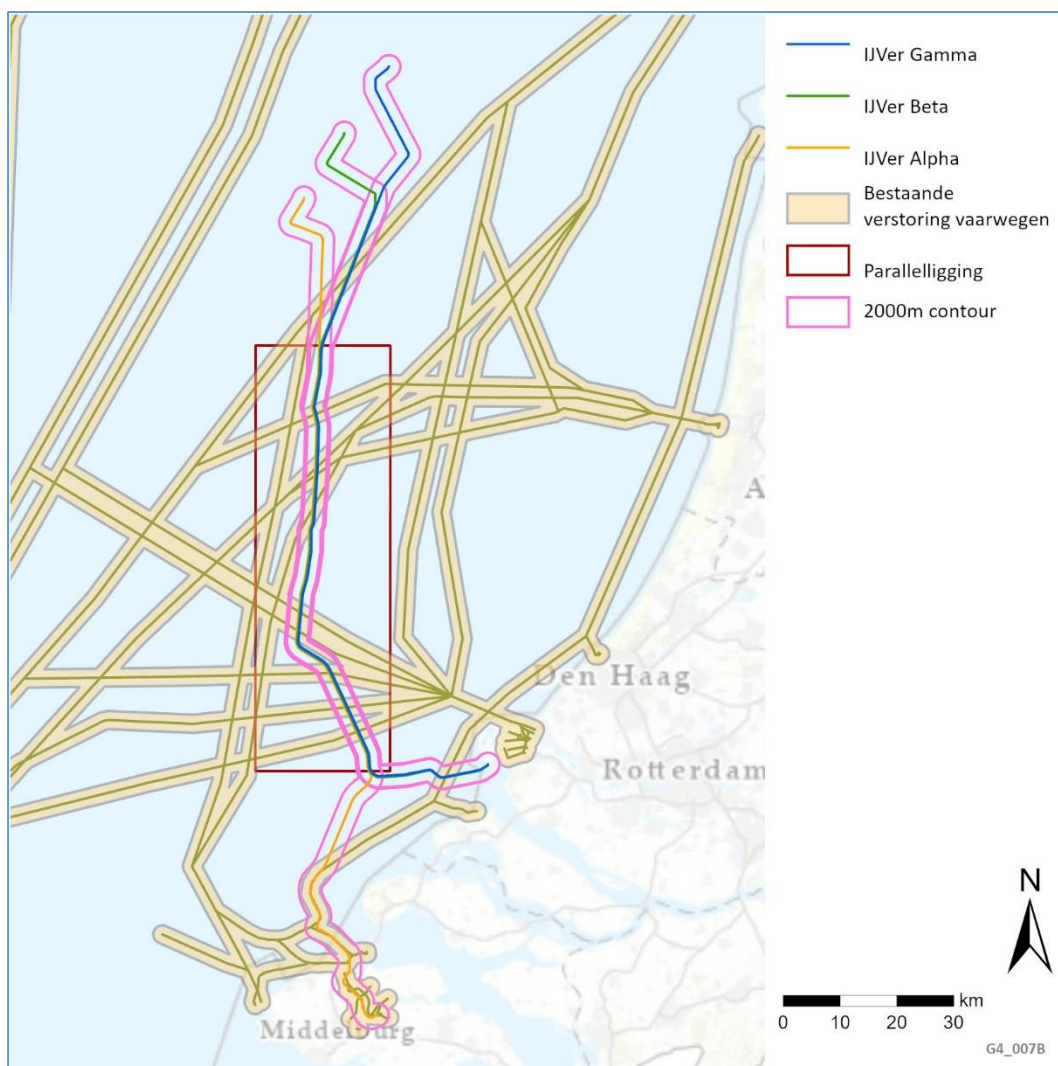 IJVer Gamma
IJVer Beta
IJVer Alpha
Bestaande
verstoring vaarwegen
Parallelligging
2000m contour
A
Den Haag
Rotterdam
Middelburg
N
km
0 10 20 30
G4_007B